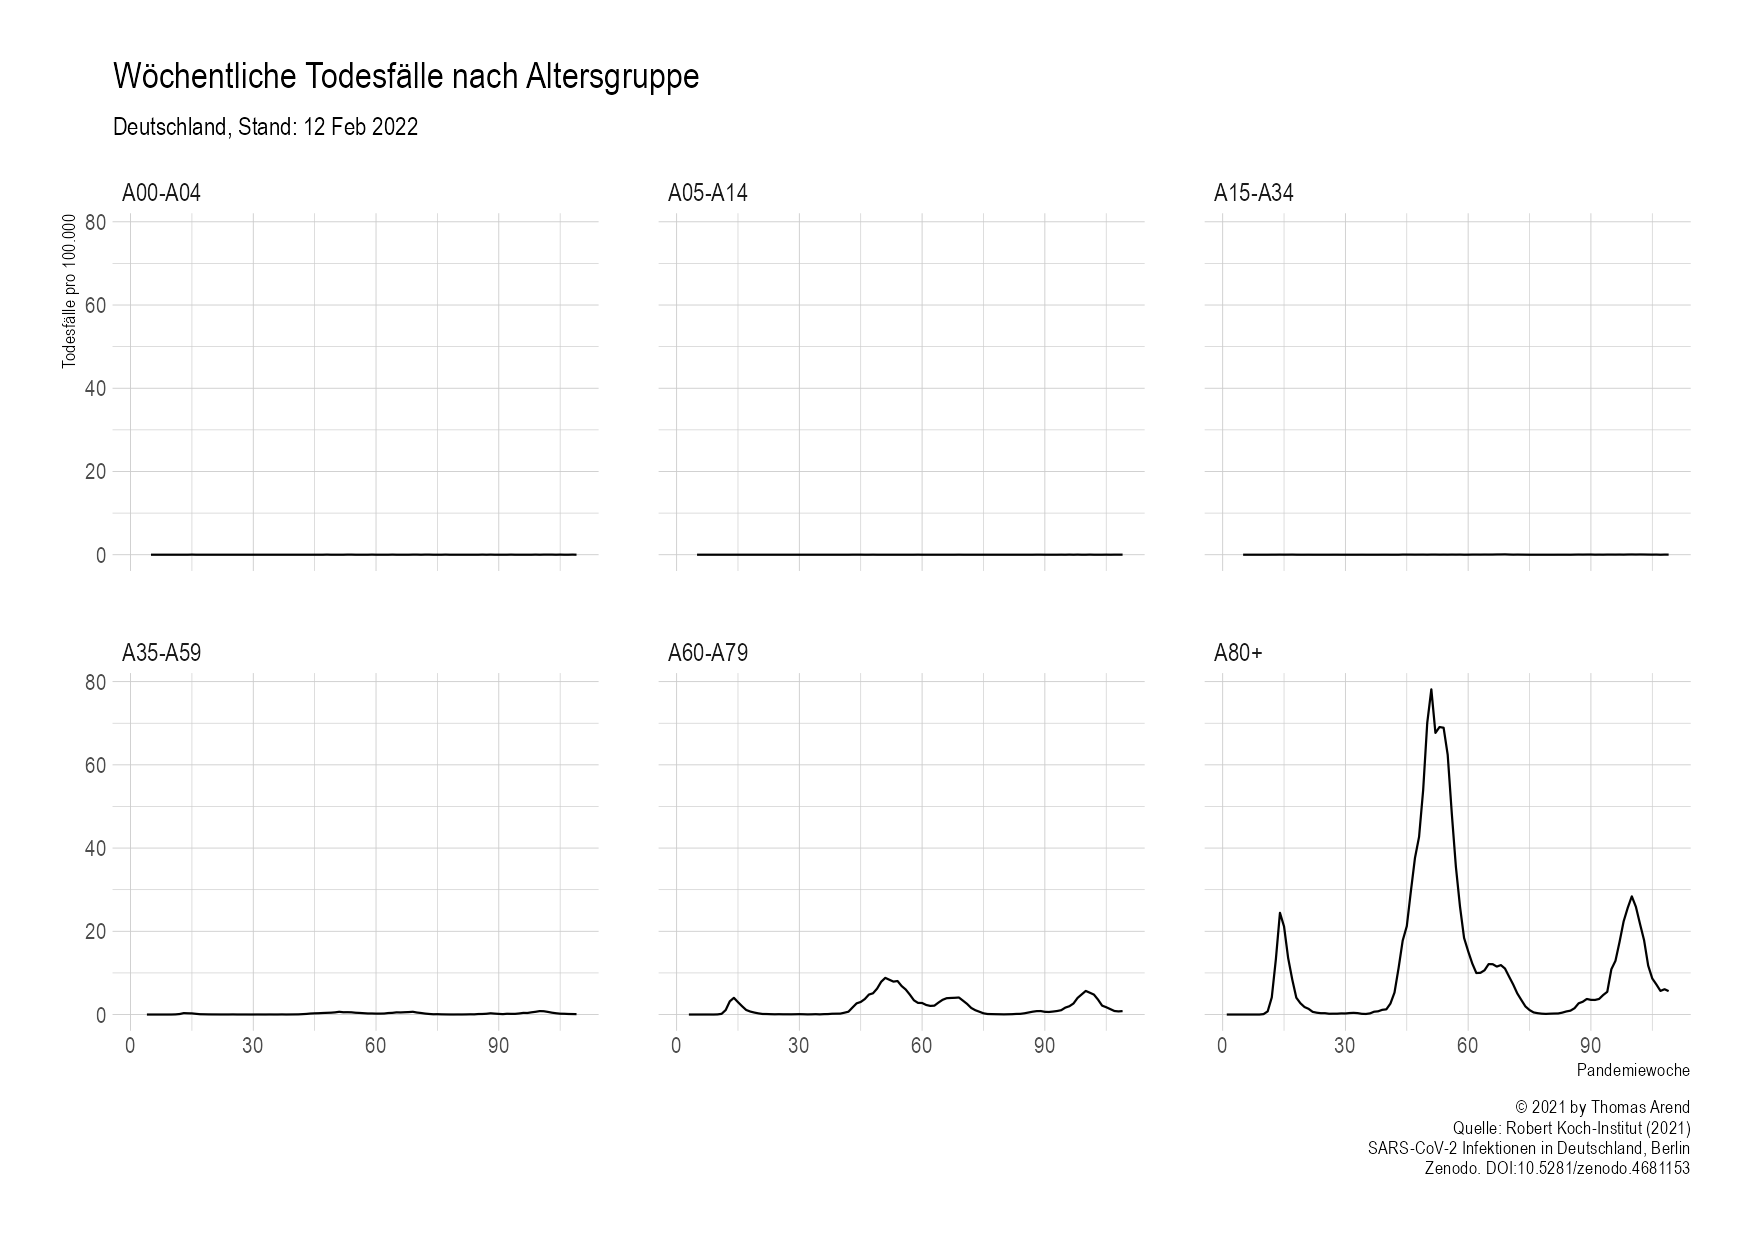 Wöchentliche Todesfälle nach Altersgruppe
Deutschland, Stand: 12 Feb 2022
A00-A04
A05-A14
A15-A34
Todesfälle pro 100.000
80
60
40
20
0
A35-A59
A60-A79
A80+
80
60
40
20
0
0 30 60 90
0 30 60 90
0 30 60 90
Pandemiewoche
© 2021 by Thomas Arend
Quelle: Robert Koch-Institut (2021)
SARS-CoV-2 Infektionen in Deutschland, Berlin
Zenodo. DOI:10.5281/zenodo.4681153